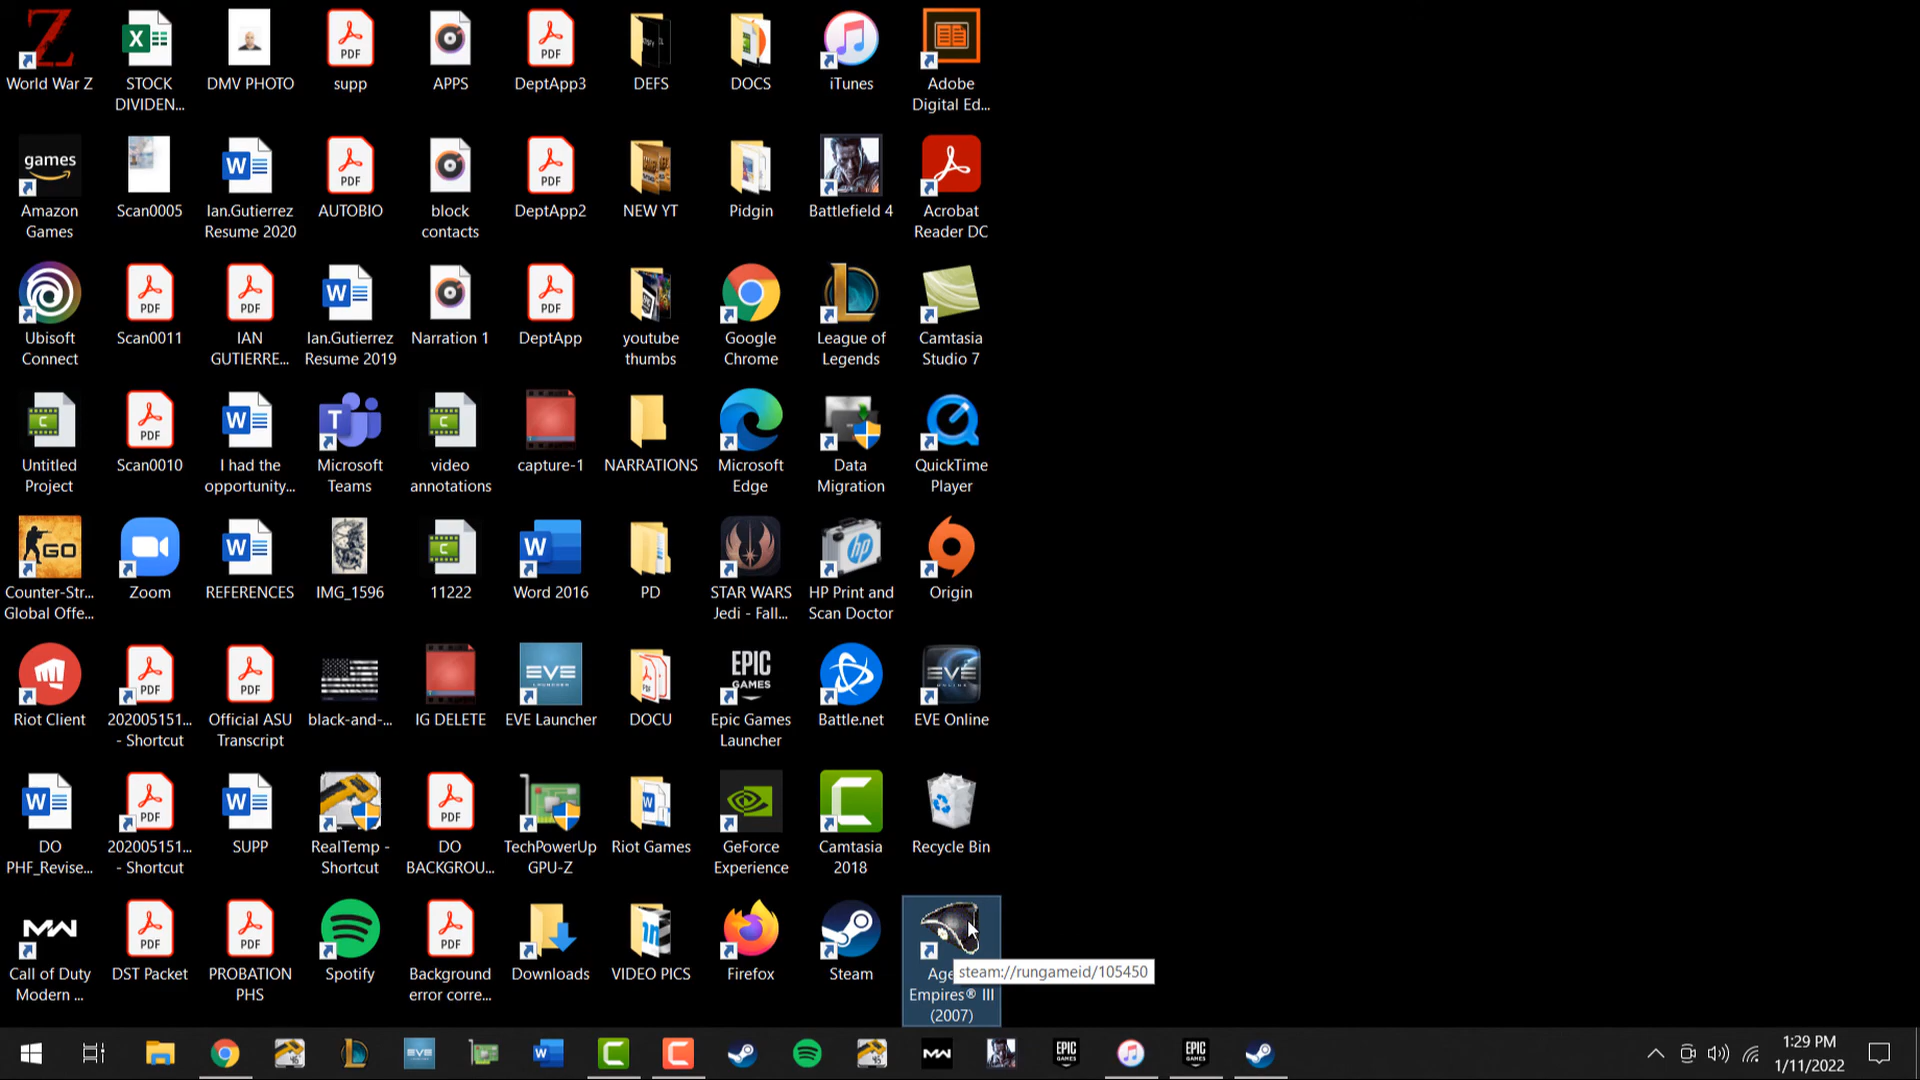 World War Z
STOCK
DIVIDEN...
DMV PHOTO
supp
APPS
DeptApp3
DEFS
DOCS
iTunes
Adobe
Digital Ed...
games
Amazon
Games
Scan0005
Ian.Gutierrez
Resume 2020
AUTOBIO
block
contacts
DeptApp2
NEW YT
Pidgin
Battlefield 4
Acrobat
Reader DC
Ubisoft
Connect
Scan0011
IAN
GUTIERRE...
Ian.Gutierrez
Resume 2019
Narration 1
DeptApp
youtube
thumbs
Google
Chrome
League of
Legends
Camtasia
Studio 7
Untitled
Project
Scan0010
I had the
opportunity...
Microsoft
Teams
video
annotations
capture-1
NARRATIONS
Microsoft
Edge
Data
Migration
QuickTime
Player
GO
Counter-Str...
Global Offe...
Zoom
REFERENCES
IMG_1596
11222
Word 2016
PD
STAR WARS
Jedi - Fall...
HP Print and
Scan Doctor
Origin
Riot Client
202005151...
- Shortcut
Official ASU
Transcript
black-and-...
IG DELETE
EVE
EVE Launcher
DOCU
EPIC
GAMES
Epic Games
Launcher
Battle.net
EVE
EVE Online
DO
PHF_Revise...
202005151...
- Shortcut
SUPP
RealTemp -
Shortcut
DO
BACKGROU...
TechPowerUp
GPU-Z
Riot Games
GeForce
Experience
Camtasia
2018
Recycle Bin
Call of Duty
Modern ...
DST Packet
PROBATION
PHS
Spotify
Background
error corre...
Downloads
VIDEO PICS
Firefox
Steam
Age
Empires® III
(2007)
steam://rungameid/105450
1:29 PM
1/11/2022